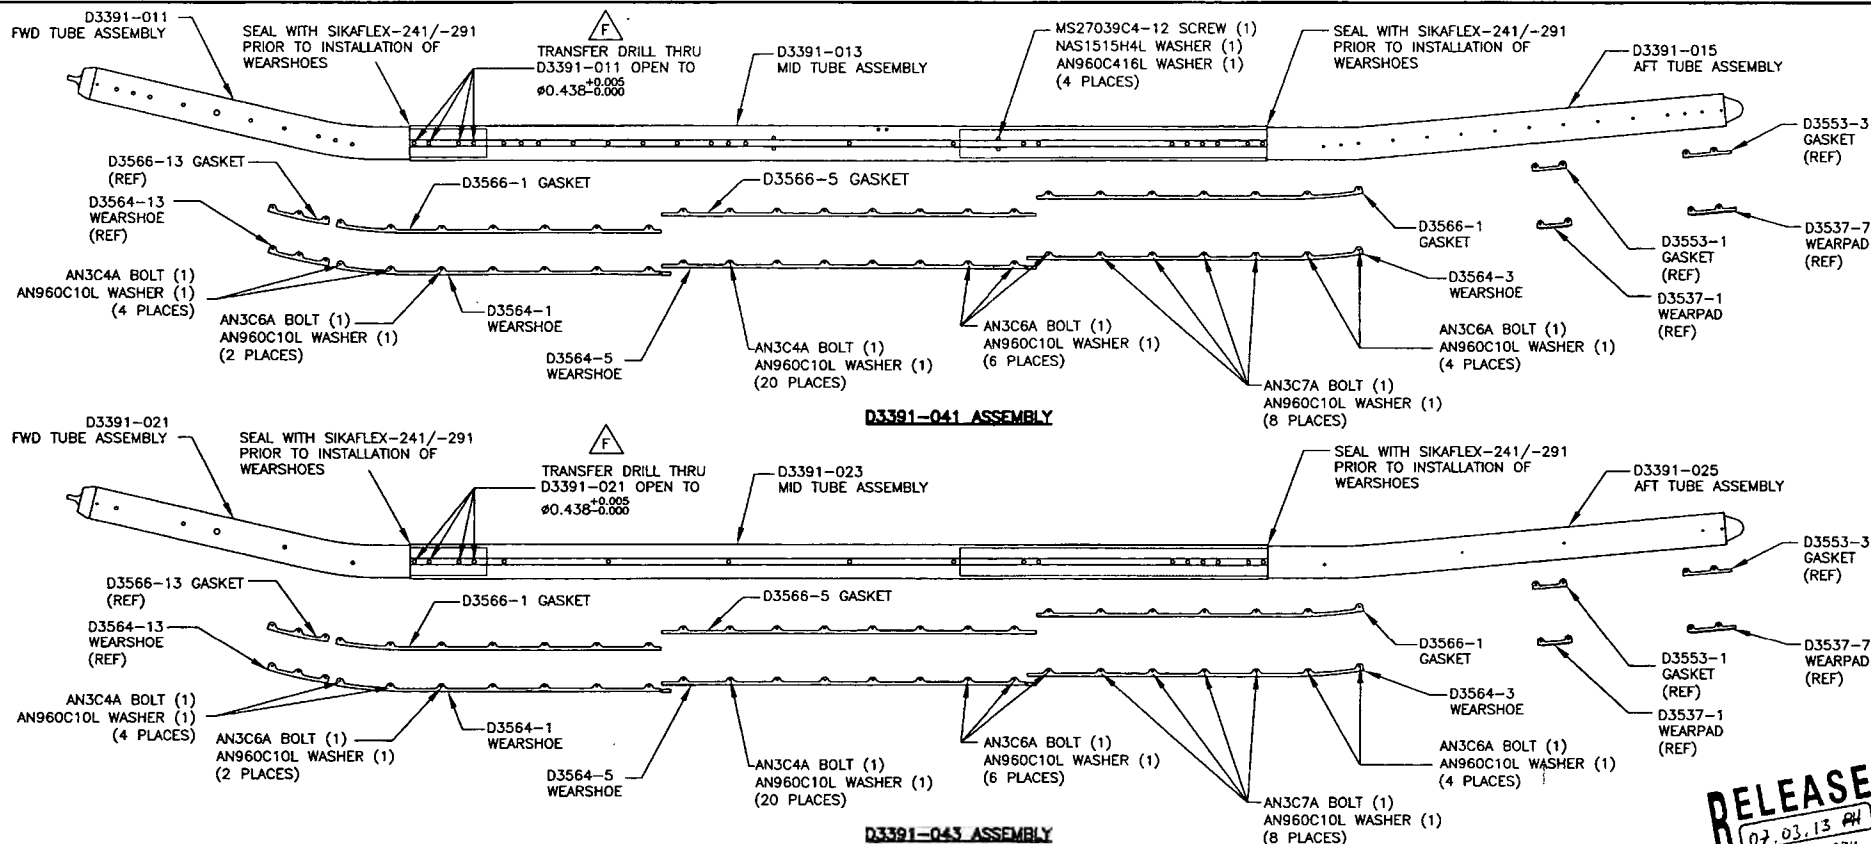 D3391-011
FWD TUBE ASSEMBLY
SEAL WITH SIKAFLEX-241/-291
PRIOR TO INSTALLATION OF
WEARSHOES
F
TRANSFER DRILL THRU
D3391-011 OPEN TO
Ø0.438+0.005-0.000
D3391-013
MID TUBE ASSEMBLY
MS27039C4-12 SCREW (1)
NAS1515H4L WASHER (1)
AN960C416L WASHER (1)
(4 PLACES)
SEAL WITH SIKAFLEX-241/-291
PRIOR TO INSTALLATION OF
WEARSHOES
D3391-015
AFT TUBE ASSEMBLY
D3553-3
GASKET
(REF)
D3566-13 GASKET
(REF)
D3566-1 GASKET
D3566-5 GASKET
D3564-13
WEARSHOE
(REF)
D3566-1
GASKET
D3553-1
GASKET
(REF)
D3537-7
WEARPAD
(REF)
AN3C4A BOLT (1)
AN960C10L WASHER (1)
(4 PLACES)
AN3C6A BOLT (1)
AN960C10L WASHER (1)
(2 PLACES)
D3564-1
WEARSHOE
D3564-5
WEARSHOE
AN3C4A BOLT (1)
AN960C10L WASHER (1)
(20 PLACES)
AN3C6A BOLT (1)
AN960C10L WASHER (1)
(6 PLACES)
D3564-3
WEARSHOE
D3537-1
WEARPAD
(REF)
AN3C6A BOLT (1)
AN960C10L WASHER (1)
(4 PLACES)
AN3C7A BOLT (1)
AN960C10L WASHER (1)
(8 PLACES)
D3391-041 ASSEMBLY
D3391-021
FWD TUBE ASSEMBLY
SEAL WITH SIKAFLEX-241/-291
PRIOR TO INSTALLATION OF
WEARSHOES
F
TRANSFER DRILL THRU
D3391-021 OPEN TO
Ø0.438+0.005-0.000
D3391-023
MID TUBE ASSEMBLY
SEAL WITH SIKAFLEX-241/-291
PRIOR TO INSTALLATION OF
WEARSHOES
D3391-025
AFT TUBE ASSEMBLY
D3553-3
GASKET
(REF)
D3566-13 GASKET
(REF)
D3566-1 GASKET
D3566-5 GASKET
D3564-13
WEARSHOE
(REF)
D3566-1
GASKET
D3553-1
GASKET
(REF)
D3537-7
WEARPAD
(REF)
AN3C4A BOLT (1)
AN960C10L WASHER (1)
(4 PLACES)
AN3C6A BOLT (1)
AN960C10L WASHER (1)
(2 PLACES)
D3564-1
WEARSHOE
D3564-5
WEARSHOE
AN3C4A BOLT (1)
AN960C10L WASHER (1)
(20 PLACES)
AN3C6A BOLT (1)
AN960C10L WASHER (1)
(6 PLACES)
D3564-3
WEARSHOE
D3537-1
WEARPAD
(REF)
AN3C6A BOLT (1)
AN960C10L WASHER (1)
(4 PLACES)
AN3C7A BOLT (1)
AN960C10L WASHER (1)
(8 PLACES)
D3391-043 ASSEMBLY
RELEASE
07.03.13